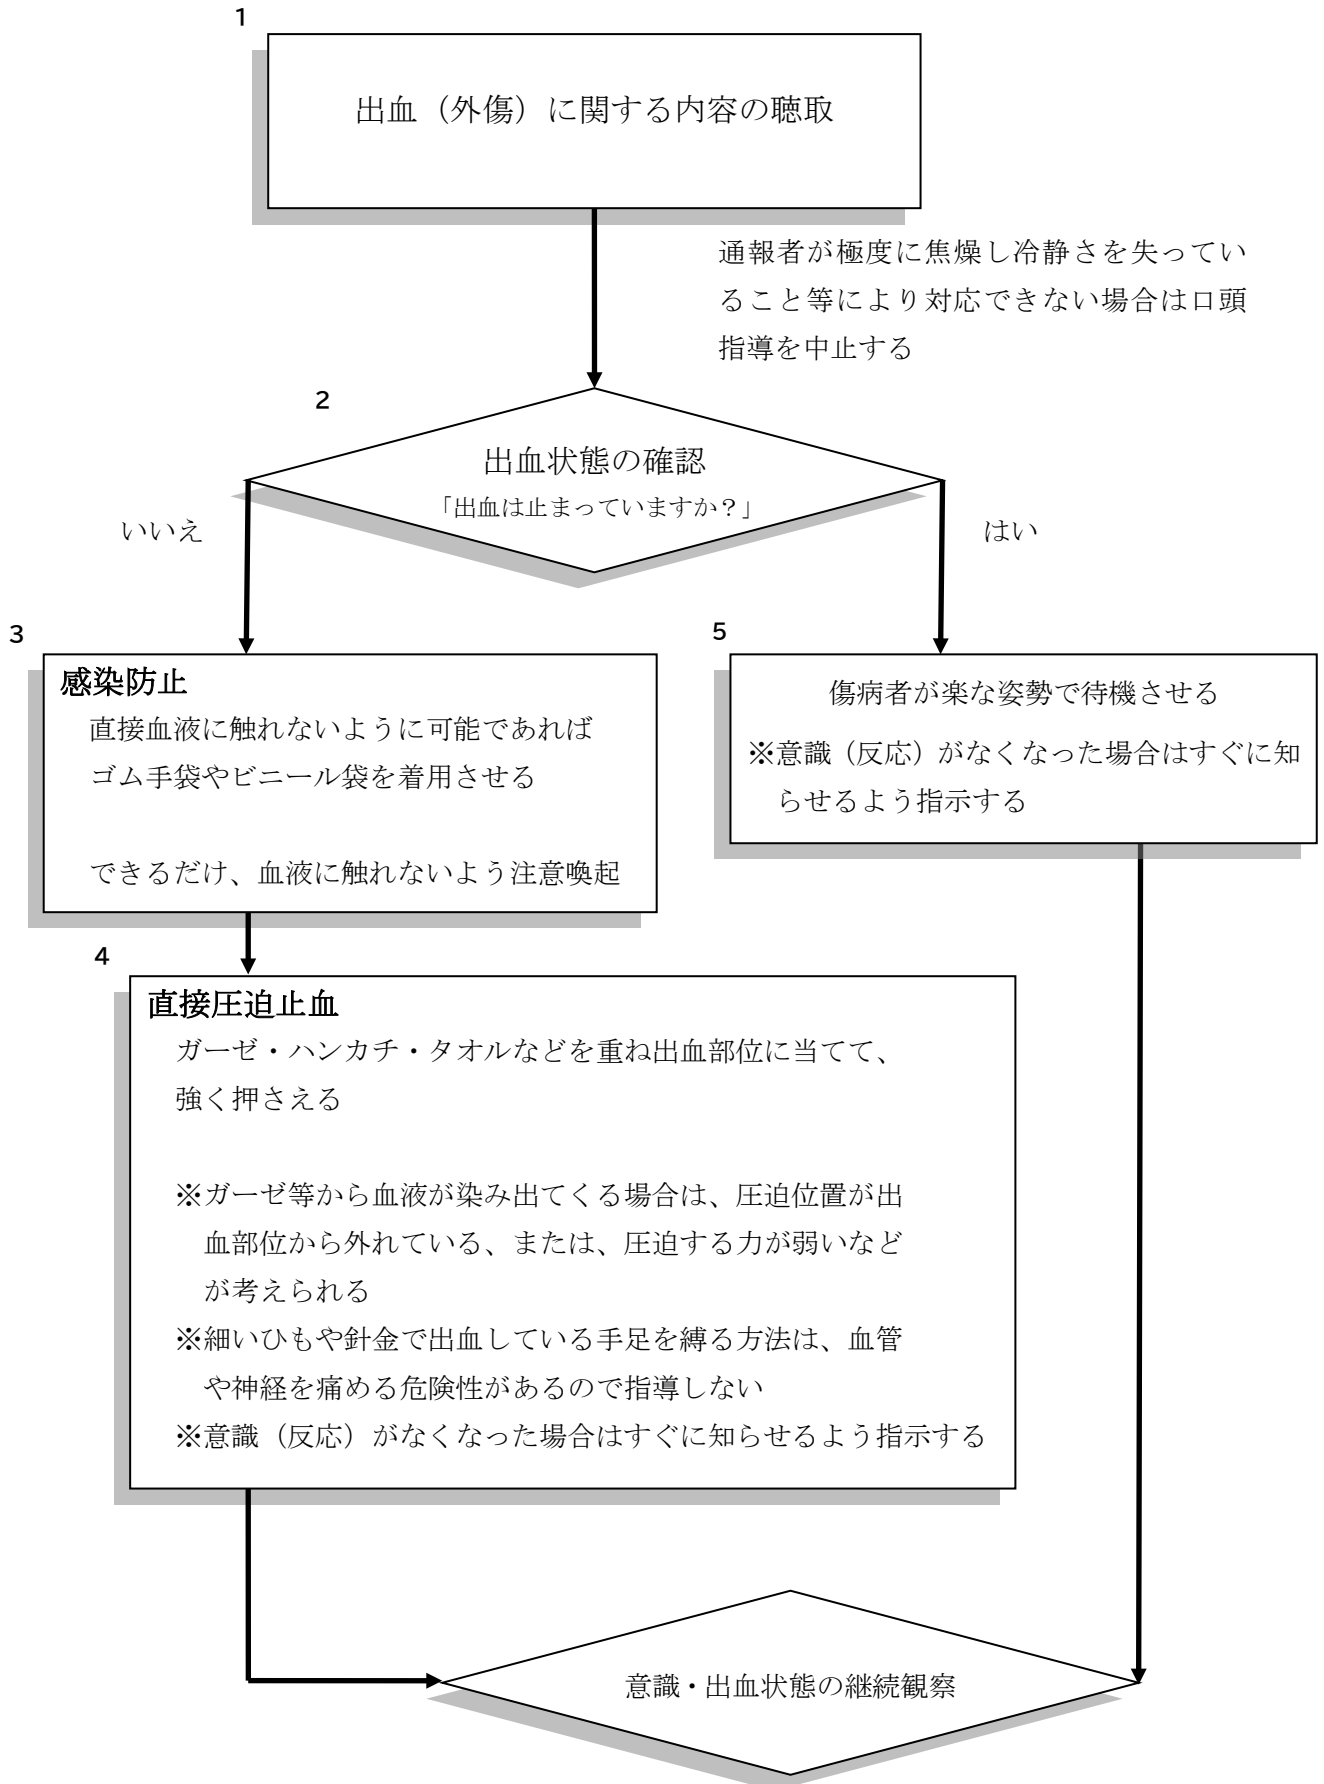 1
出血（外傷）に関する内容の聴取
通報者が極度に焦燥し冷静さを失ってい
ること等により対応できない場合は口頭
指導を中止する
2
出血状態の確認
「出血は止まっていますか？」
いいえ
はい
3
感染防止
直接血液に触れないように可能であれば
ゴム手袋やビニール袋を着用させる
できるだけ、血液に触れないよう注意喚起
5
傷病者が楽な姿勢で待機させる
※意識（反応）がなくなった場合はすぐに知
らせるよう指示する
4
直接圧迫止血
ガーゼ・ハンカチ・タオルなどを重ね出血部位に当てて、
強く押さえる
※ガーゼ等から血液が染み出てくる場合は、圧迫位置が出
血部位から外れている、または、圧迫する力が弱いなど
が考えられる
※細いひもや針金で出血している手足を縛る方法は、血管
や神経を痛める危険性があるので指導しない
※意識（反応）がなくなった場合はすぐに知らせるよう指示する
意識・出血状態の継続観察